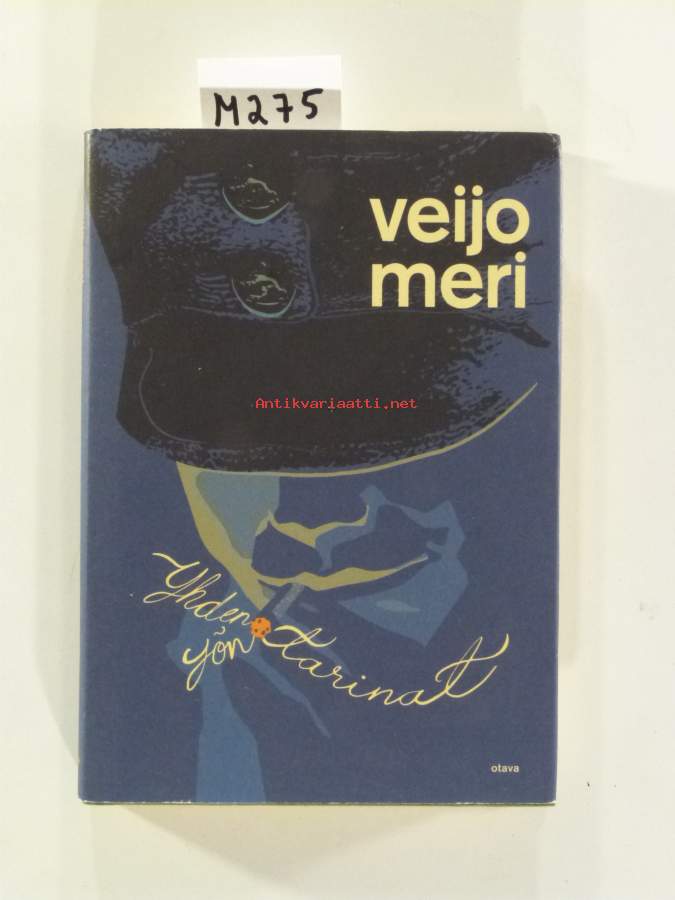 M275
veijo
meri
Antikvariaatti.net
Yhden
yön tarinat
otava